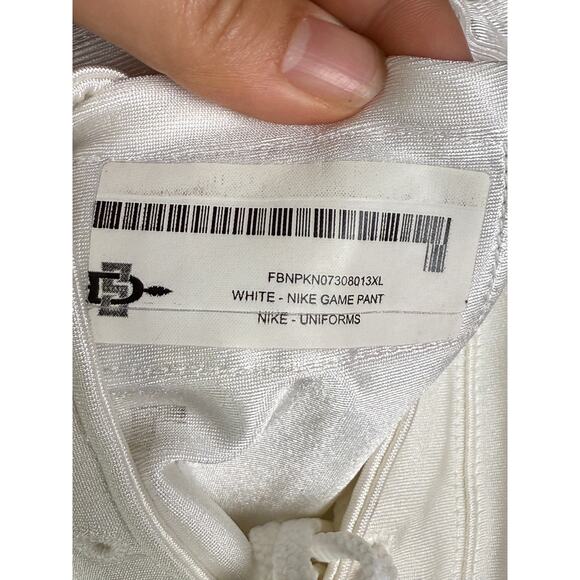 FBNPKN07308013XL
WHITE - NIKE GAME PANT
NIKE - UNIFORMS